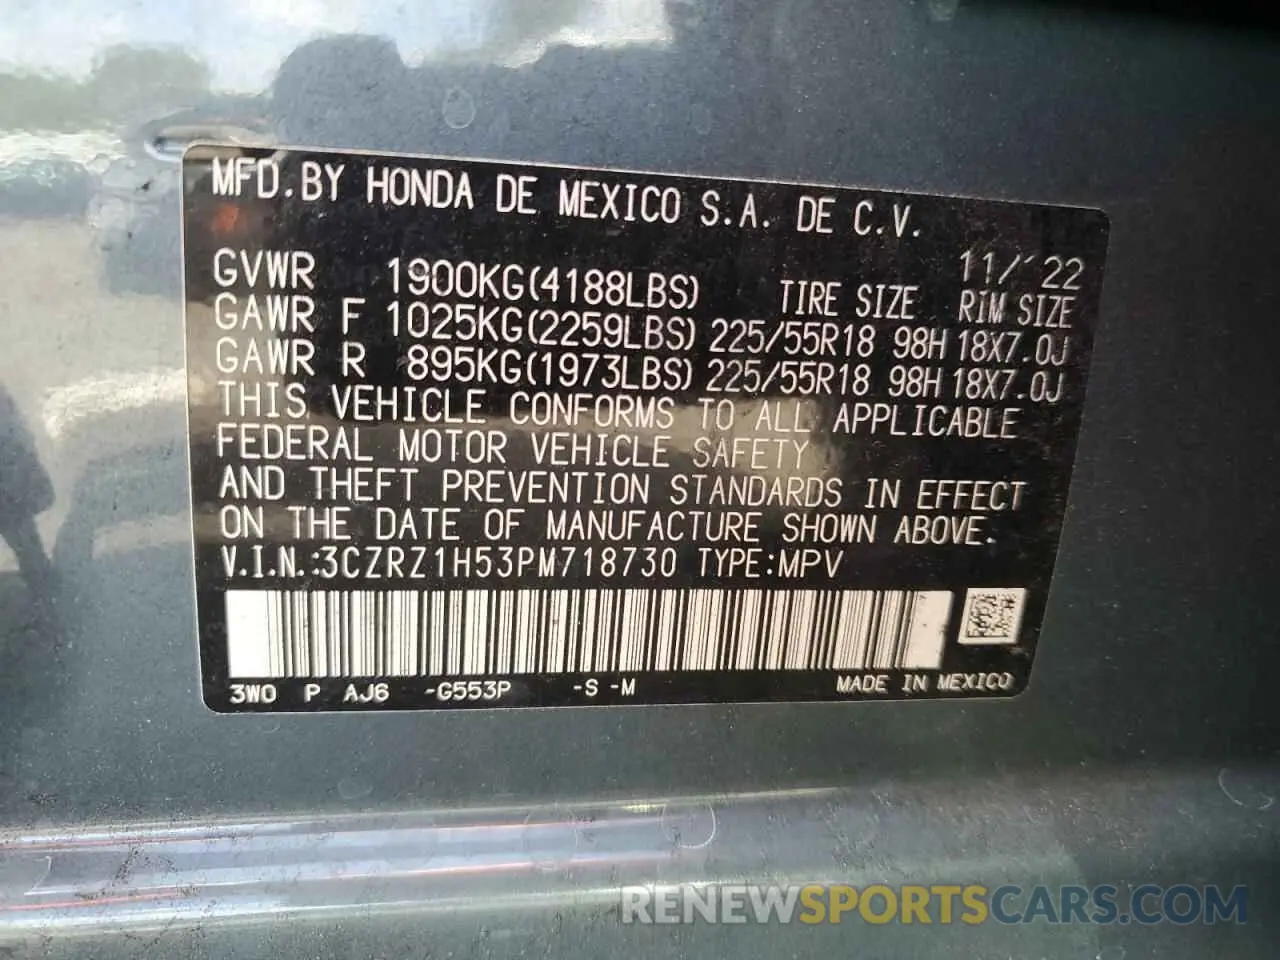 MFD.BY HONDA DE MEXICO S.A. DE C.V.
11/'22
GVWR 1900KG(4188LBS) TIRE SIZE RIM SIZE
GAWR F 1025KG(2259LBS) 225/55R18 98H 18X7.0J
GAWR R 895KG(1973LBS) 225/55R18 98H 18X7.0J
THIS VEHICLE CONFORMS TO ALL APPLICABLE
FEDERAL MOTOR VEHICLE SAFETY
AND THEFT PREVENTION STANDARDS IN EFFECT
ON THE DATE OF MANUFACTURE SHOWN ABOVE.
V.I.N.:3CZRZ1H53PM718730 TYPE:MPV
3W0 P AJ6 -G553P -S -M MADE IN MEXICO
RENEWSPORTSCARS.COM